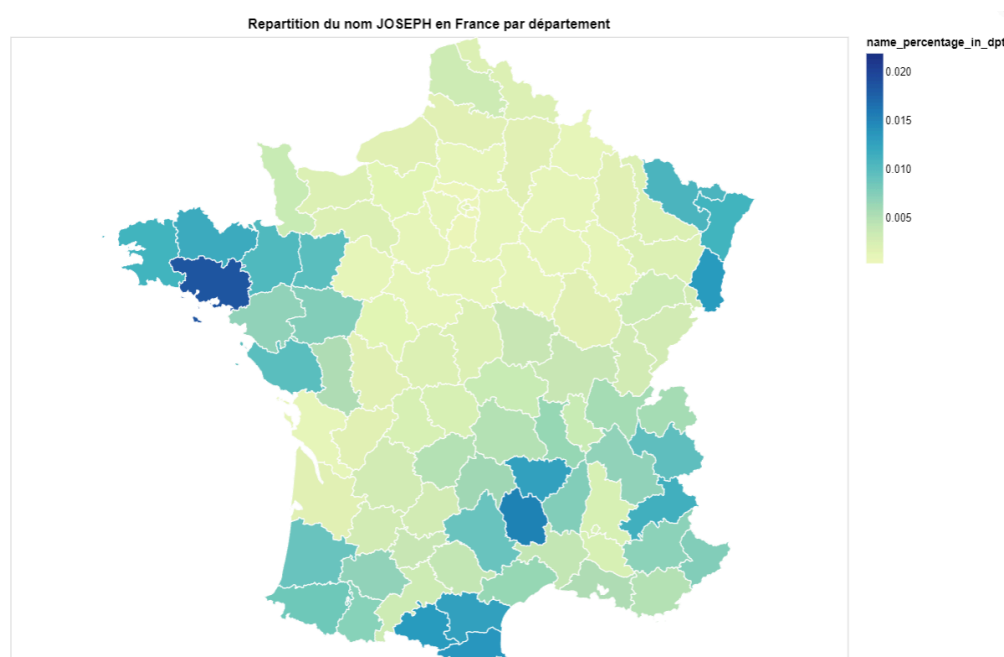 Repartition du nom JOSEPH en France par département
name_percentage_in_dpt
0.020
0.015
0.010
0.005